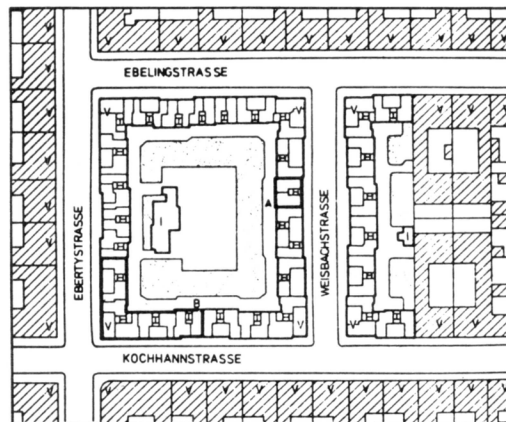 V
V V V V V V V V V V
EBELINGSTRASSE
V V V
EBERTYSTRASSE
A
I
WEISBACHSTRASSE
I
B
V V V V
KOCHHANNSTRASSE
V V V V V V V V V